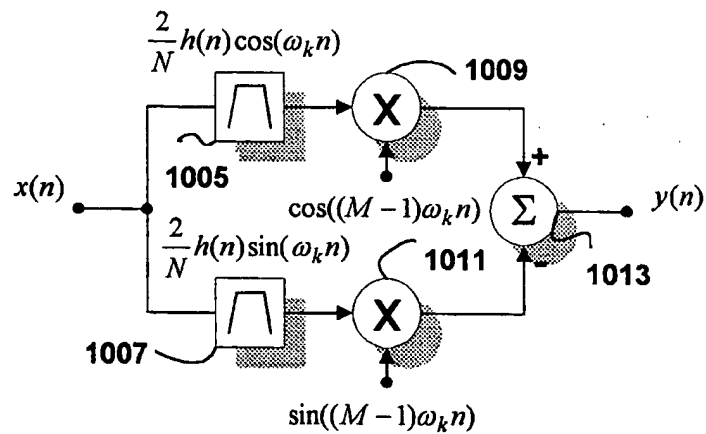 2/N h(n)cos(ω_k n)
1009
X
1005
x(n)
cos((M − 1)ω_k n)
+
Σ
y(n)
2/N h(n)sin(ω_k n)
1011
-
1013
X
1007
sin((M − 1)ω_k n)